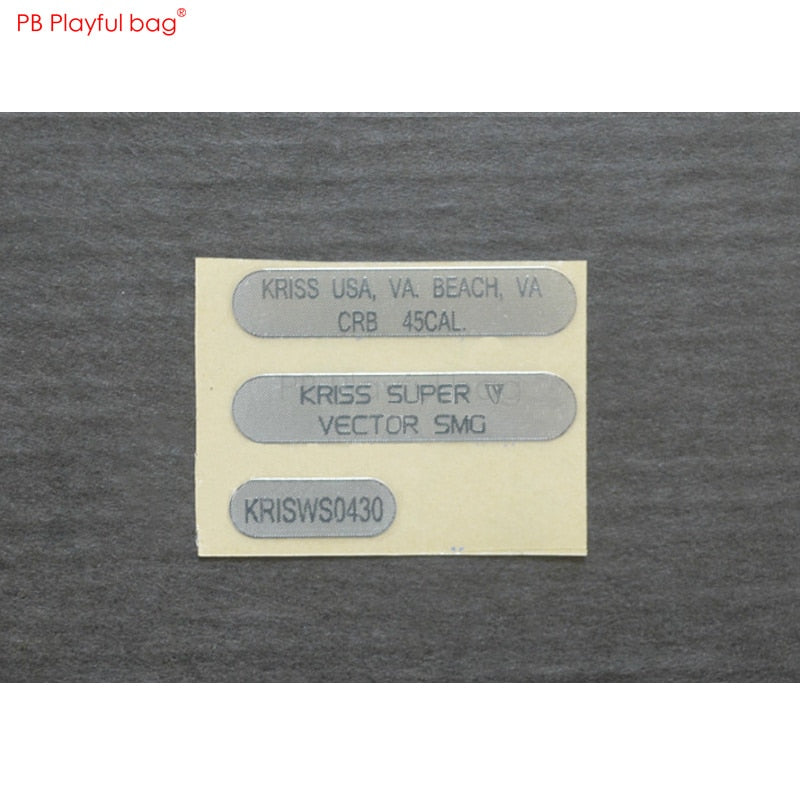 PB Playful bag®
KRISS USA, VA. BEACH, VA
CRB 45CAL.
KRISS SUPER V
VECTOR SMG
KRISWS0430